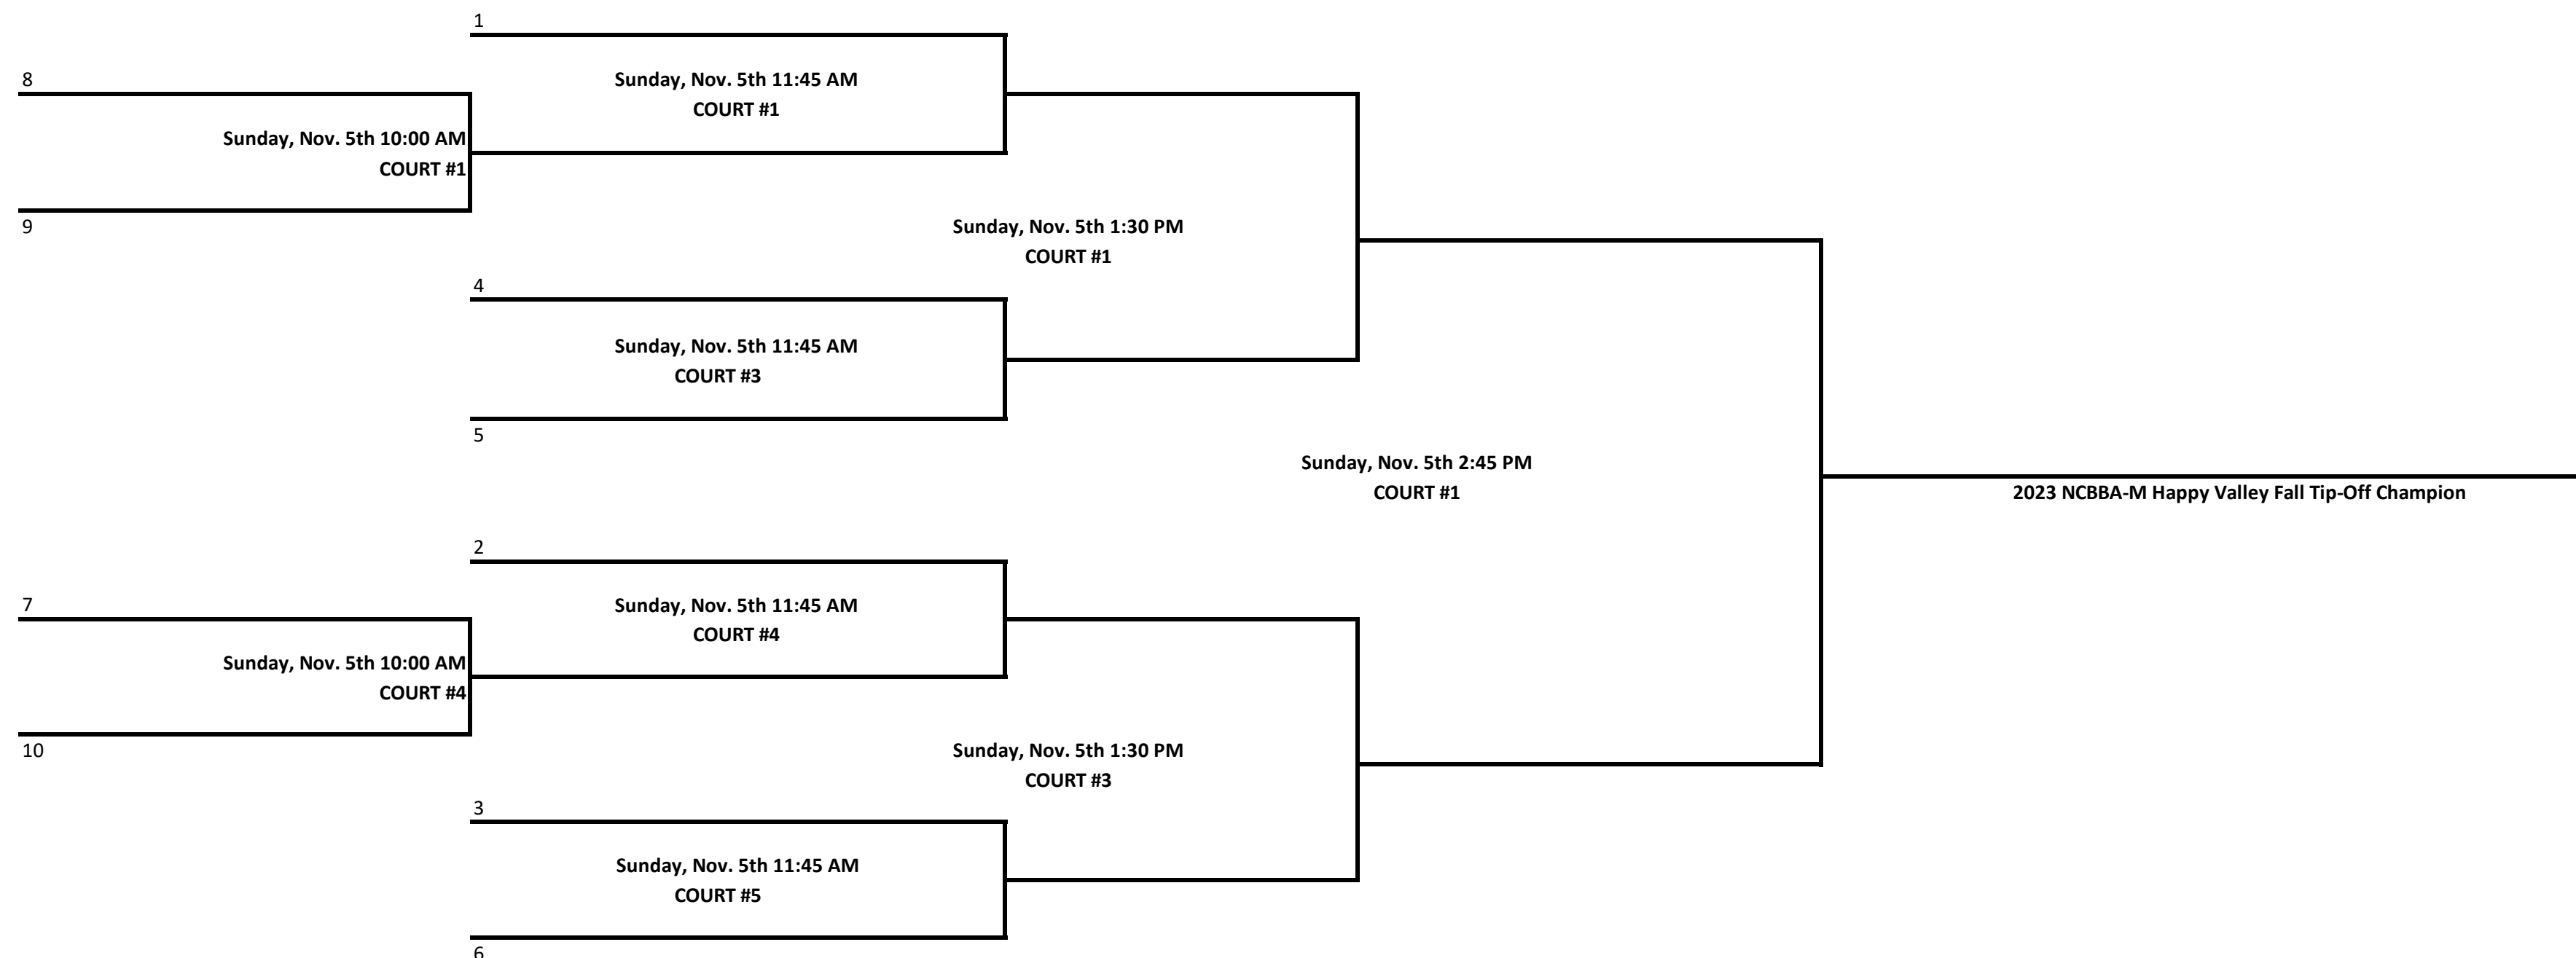 1
8
Sunday, Nov. 5th 11:45 AM
COURT #1
Sunday, Nov. 5th 10:00 AM
COURT #1
9
Sunday, Nov. 5th 1:30 PM
COURT #1
4
Sunday, Nov. 5th 11:45 AM
COURT #3
5
Sunday, Nov. 5th 2:45 PM
COURT #1
2023 NCBBA-M Happy Valley Fall Tip-Off Champion
2
7
Sunday, Nov. 5th 11:45 AM
COURT #4
Sunday, Nov. 5th 10:00 AM
COURT #4
10
Sunday, Nov. 5th 1:30 PM
COURT #3
3
Sunday, Nov. 5th 11:45 AM
COURT #5
6